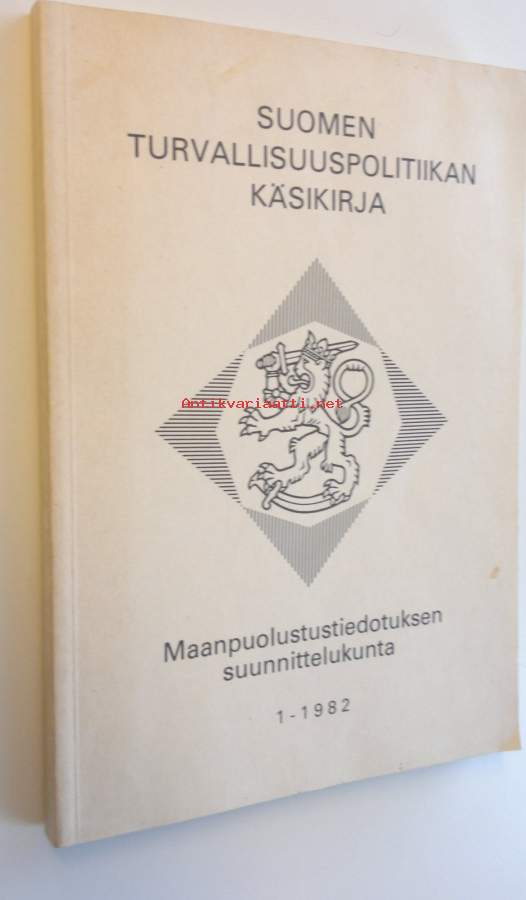 SUOMEN
TURVALLISUUSPOLITIIKAN
KÄSIKIRJA
Antikvariaatti.net
Maanpuolustustiedotuksen
suunnittelukunta
1-1982